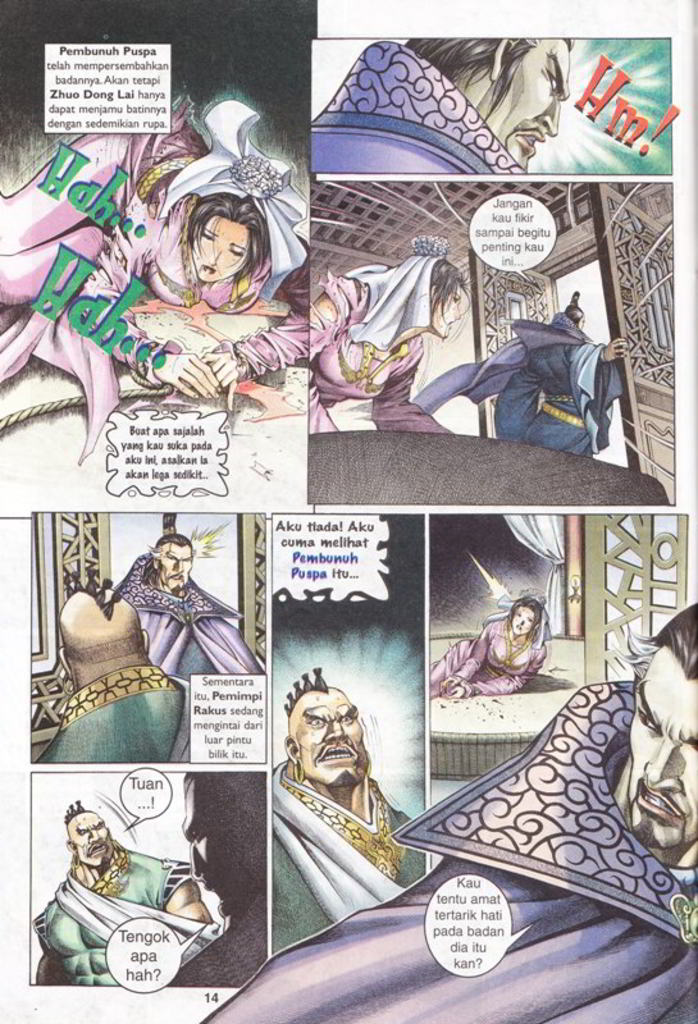 Pembunuh Puspa
telah mempersembahkan
badannya. Akan tetapi
Zhuo Dong Lai hanya
dapat menjamu batinnya
dengan sedemikian rupa.
Hah...
Hah...
Buat apa sajalah
yang kau suka pada
aku ini, asalkan ia
akan lega sedikit..
Hm!
Jangan
kau fikir
sampai begitu
penting kau
ini...
Sementara
itu, Pemimpi
Rakus sedang
mengintai dari
luar pintu
bilik itu.
Tuan
...!
Tengok
apa
hah?
Aku tiada! Aku
cuma melihat
Pembunuh
Puspa itu...
Kau
tentu amat
tertarik hati
pada badan
dia itu
kan?
14